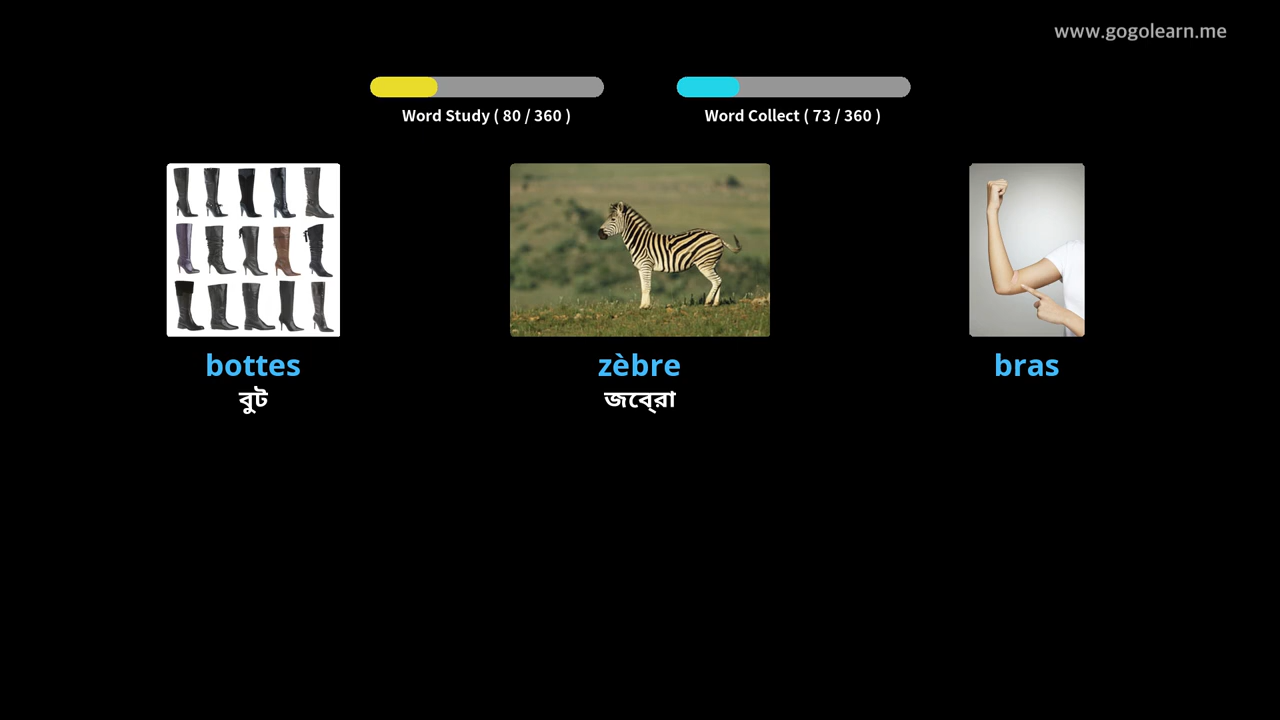 www.gogolearn.me
Word Study ( 80 / 360 )
Word Collect ( 73 / 360 )
bottes
বুট
zèbre
জেব্রা
bras